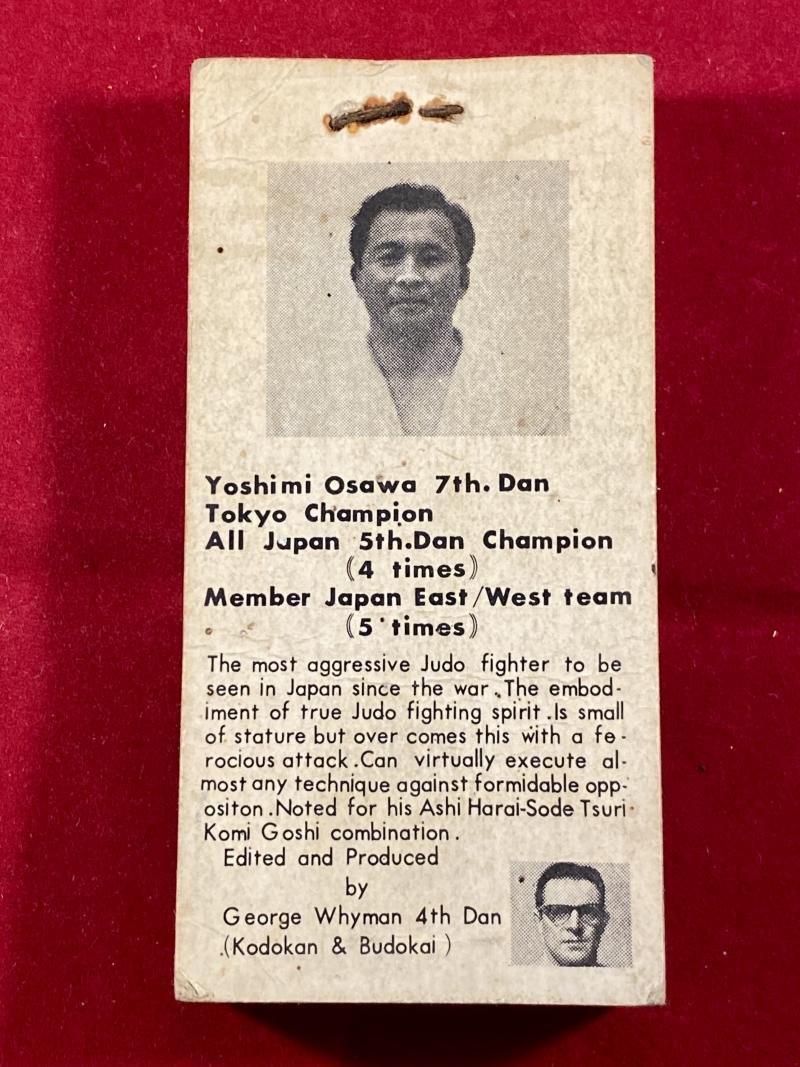 Yoshimi Osawa 7th. Dan
Tokyo Champion
All Japan 5th.Dan Champion
(4 times)
Member Japan East/West team
(5 times)
The most aggressive Judo fighter to be
seen in Japan since the war. The embod-
iment of true Judo fighting spirit .Is small
of stature but over comes this with a fe-
rocious attack .Can virtually execute al-
most any technique against formidable opp-
ositon .Noted for his Ashi Harai-Sode Tsuri-
Komi Goshi combination .
Edited and Produced
by
George Whyman 4th Dan
(Kodokan & Budokai )